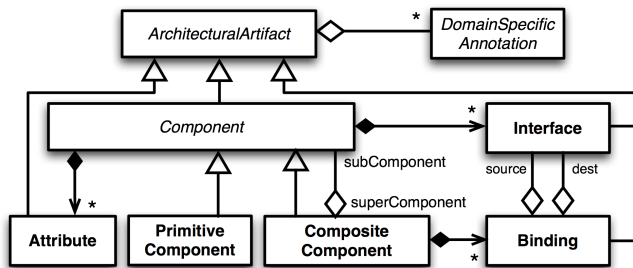 ArchitecturalArtifact
*
DomainSpecific
Annotation
Component
*
Interface
subComponent
source
dest
superComponent
*
Attribute
Primitive
Component
Composite
Component
*
Binding